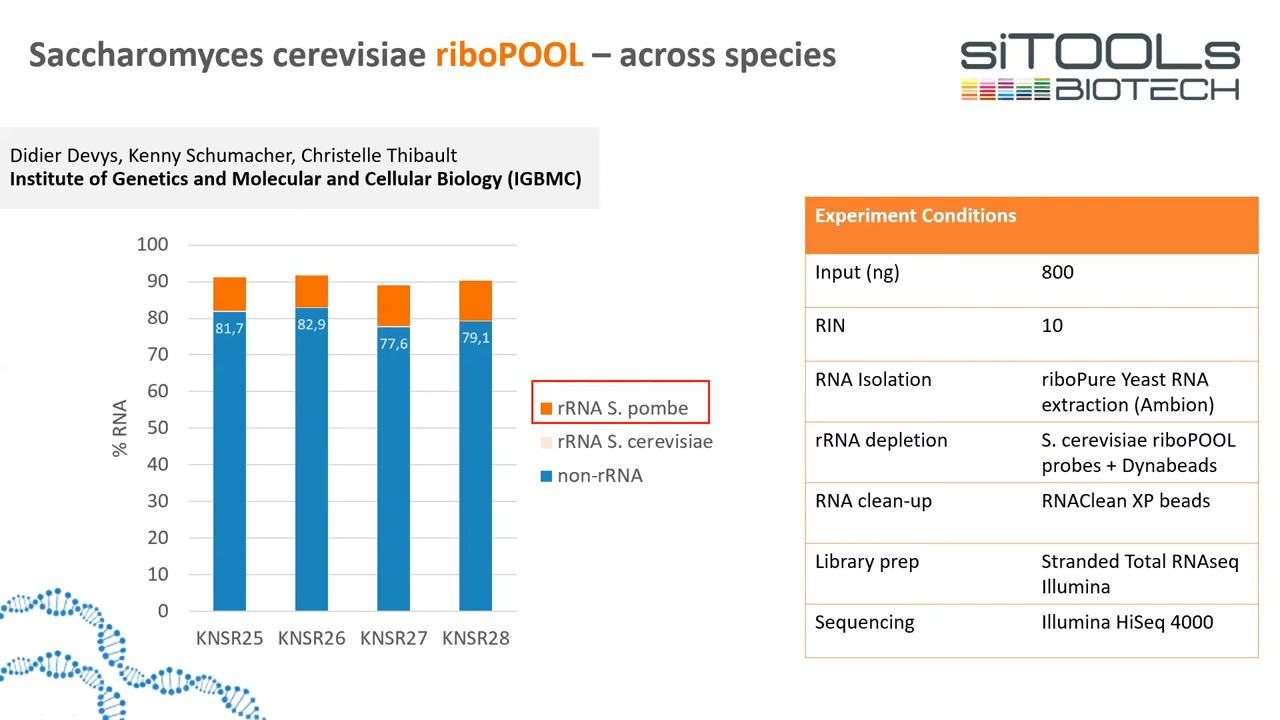 Saccharomyces cerevisiae riboPOOL – across species
siTOOLs
BIOTECH
Didier Devys, Kenny Schumacher, Christelle Thibault
Institute of Genetics and Molecular and Cellular Biology (IGBMC)
% RNA
100
90
80
70
60
50
40
30
20
10
0
81,7
82,9
77,6
79,1
KNSR25 KNSR26 KNSR27 KNSR28
rRNA S. pombe
rRNA S. cerevisiae
non-rRNA
Experiment Conditions
Input (ng) 800
RIN 10
RNA Isolation riboPure Yeast RNA
extraction (Ambion)
rRNA depletion S. cerevisiae riboPOOL
probes + Dynabeads
RNA clean-up RNAClean XP beads
Library prep Stranded Total RNAseq
Illumina
Sequencing Illumina HiSeq 4000